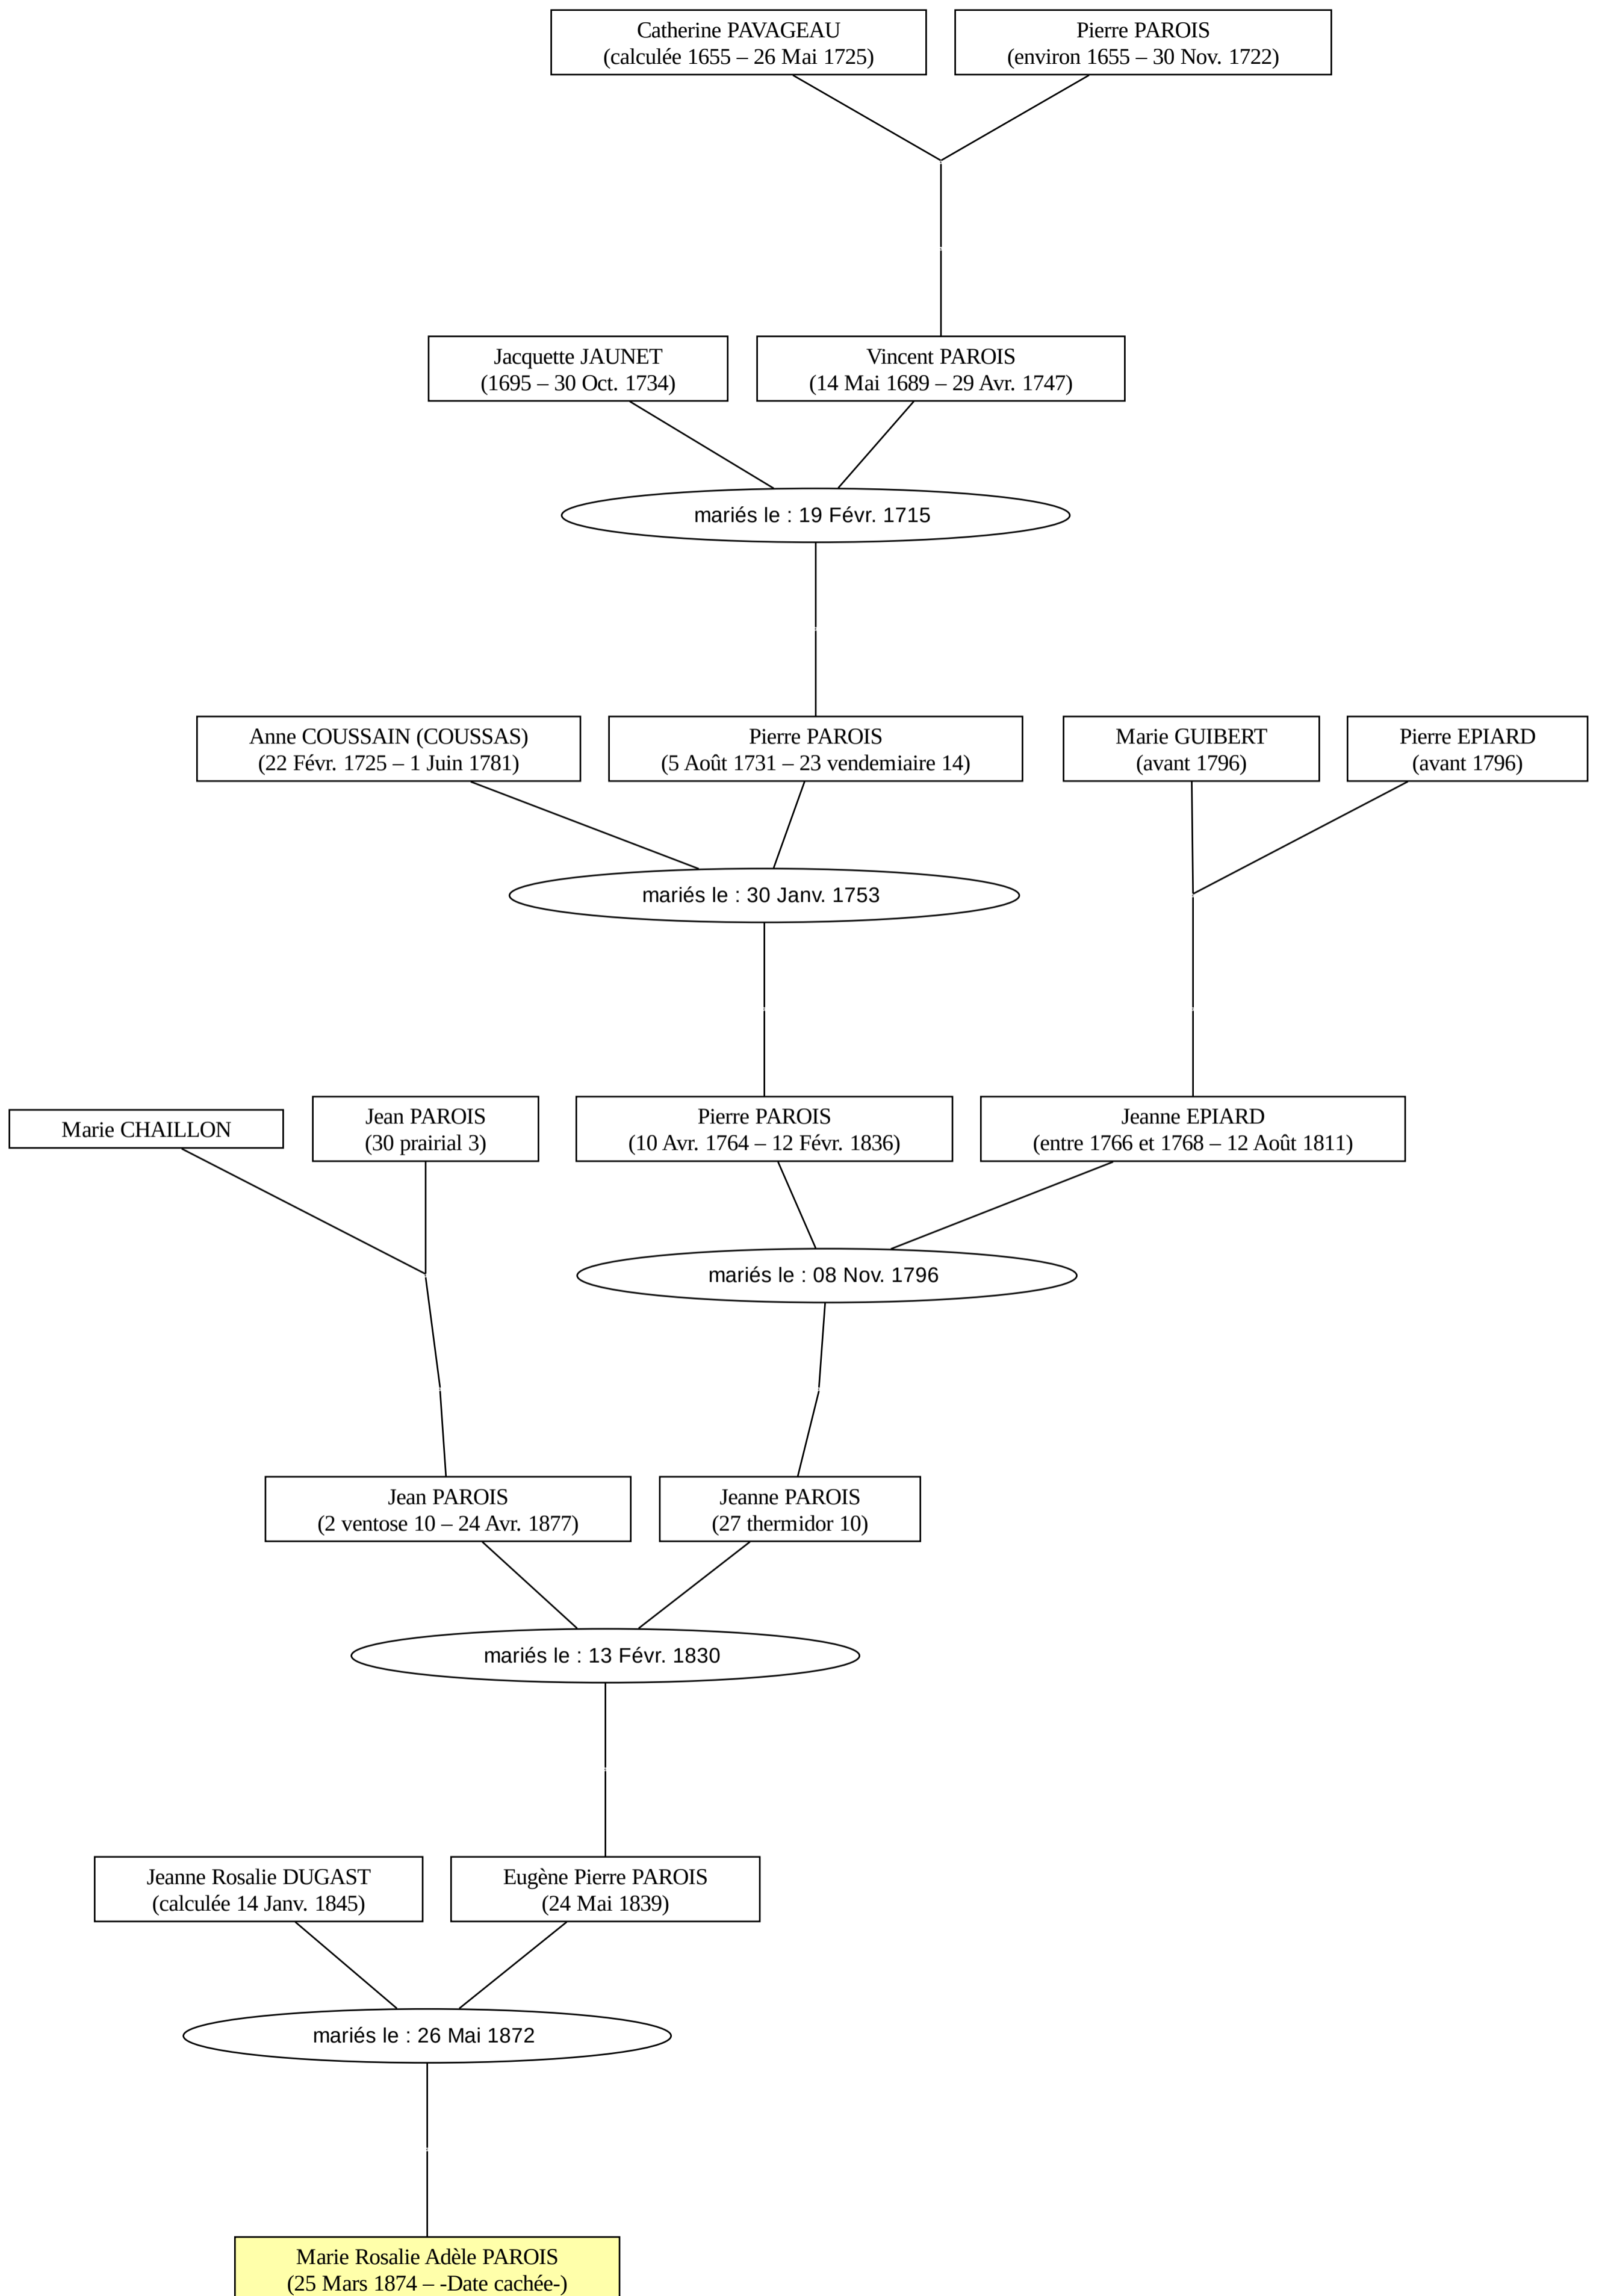 Catherine PAVAGEAU
(calculée 1655 – 26 Mai 1725)
Pierre PAROIS
(environ 1655 – 30 Nov. 1722)
Jacquette JAUNET
(1695 – 30 Oct. 1734)
Vincent PAROIS
(14 Mai 1689 – 29 Avr. 1747)
mariés le : 19 Févr. 1715
Anne COUSSAIN (COUSSAS)
(22 Févr. 1725 – 1 Juin 1781)
Pierre PAROIS
(5 Août 1731 – 23 vendemiaire 14)
Marie GUIBERT
(avant 1796)
Pierre EPIARD
(avant 1796)
mariés le : 30 Janv. 1753
Marie CHAILLON
Jean PAROIS
(30 prairial 3)
Pierre PAROIS
(10 Avr. 1764 – 12 Févr. 1836)
Jeanne EPIARD
(entre 1766 et 1768 – 12 Août 1811)
mariés le : 08 Nov. 1796
Jean PAROIS
(2 ventose 10 – 24 Avr. 1877)
Jeanne PAROIS
(27 thermidor 10)
mariés le : 13 Févr. 1830
Jeanne Rosalie DUGAST
(calculée 14 Janv. 1845)
Eugène Pierre PAROIS
(24 Mai 1839)
mariés le : 26 Mai 1872
Marie Rosalie Adèle PAROIS
(25 Mars 1874 – -Date cachée-)